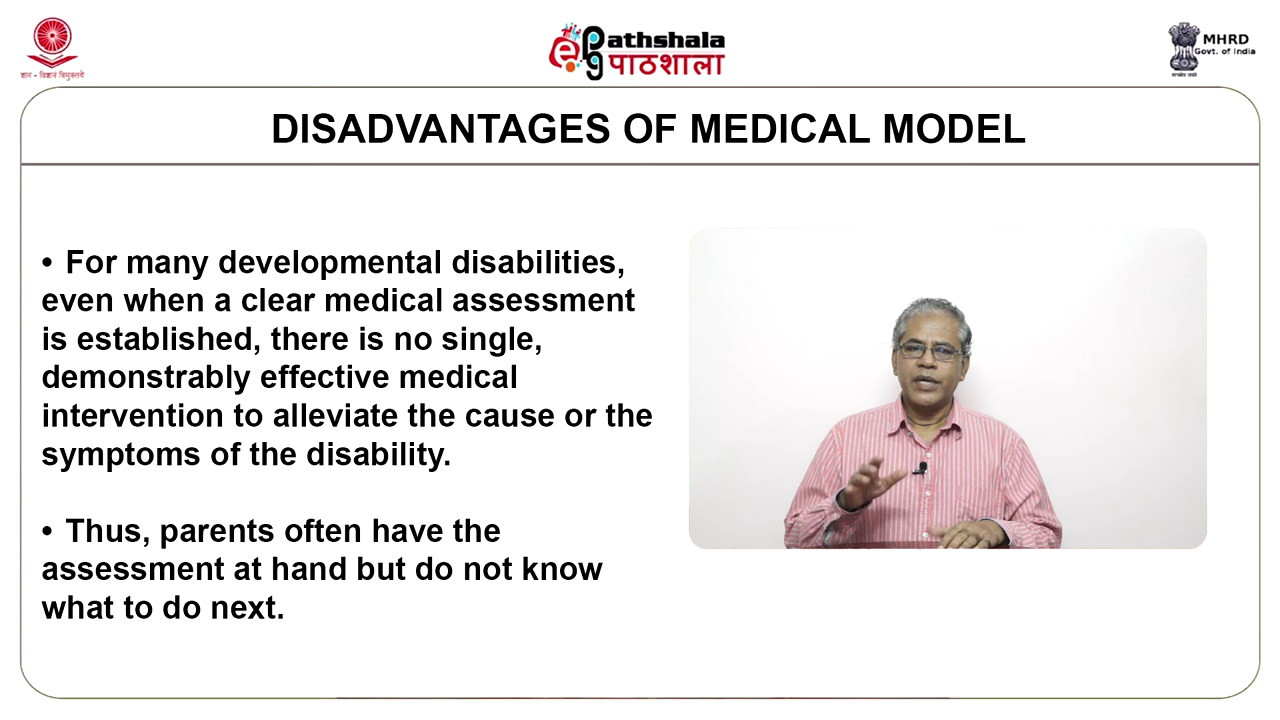 ज्ञान - विज्ञान विमुक्तये
e pg Pathshala
पाठशाला
MHRD
Govt. of India
DISADVANTAGES OF MEDICAL MODEL
• For many developmental disabilities,
even when a clear medical assessment
is established, there is no single,
demonstrably effective medical
intervention to alleviate the cause or the
symptoms of the disability.
• Thus, parents often have the
assessment at hand but do not know
what to do next.